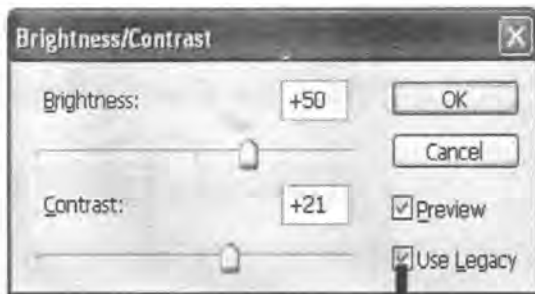 Brightness/Contrast
Brightness:
+50
OK
Cancel
Contrast:
+21
Preview
Use Legacy